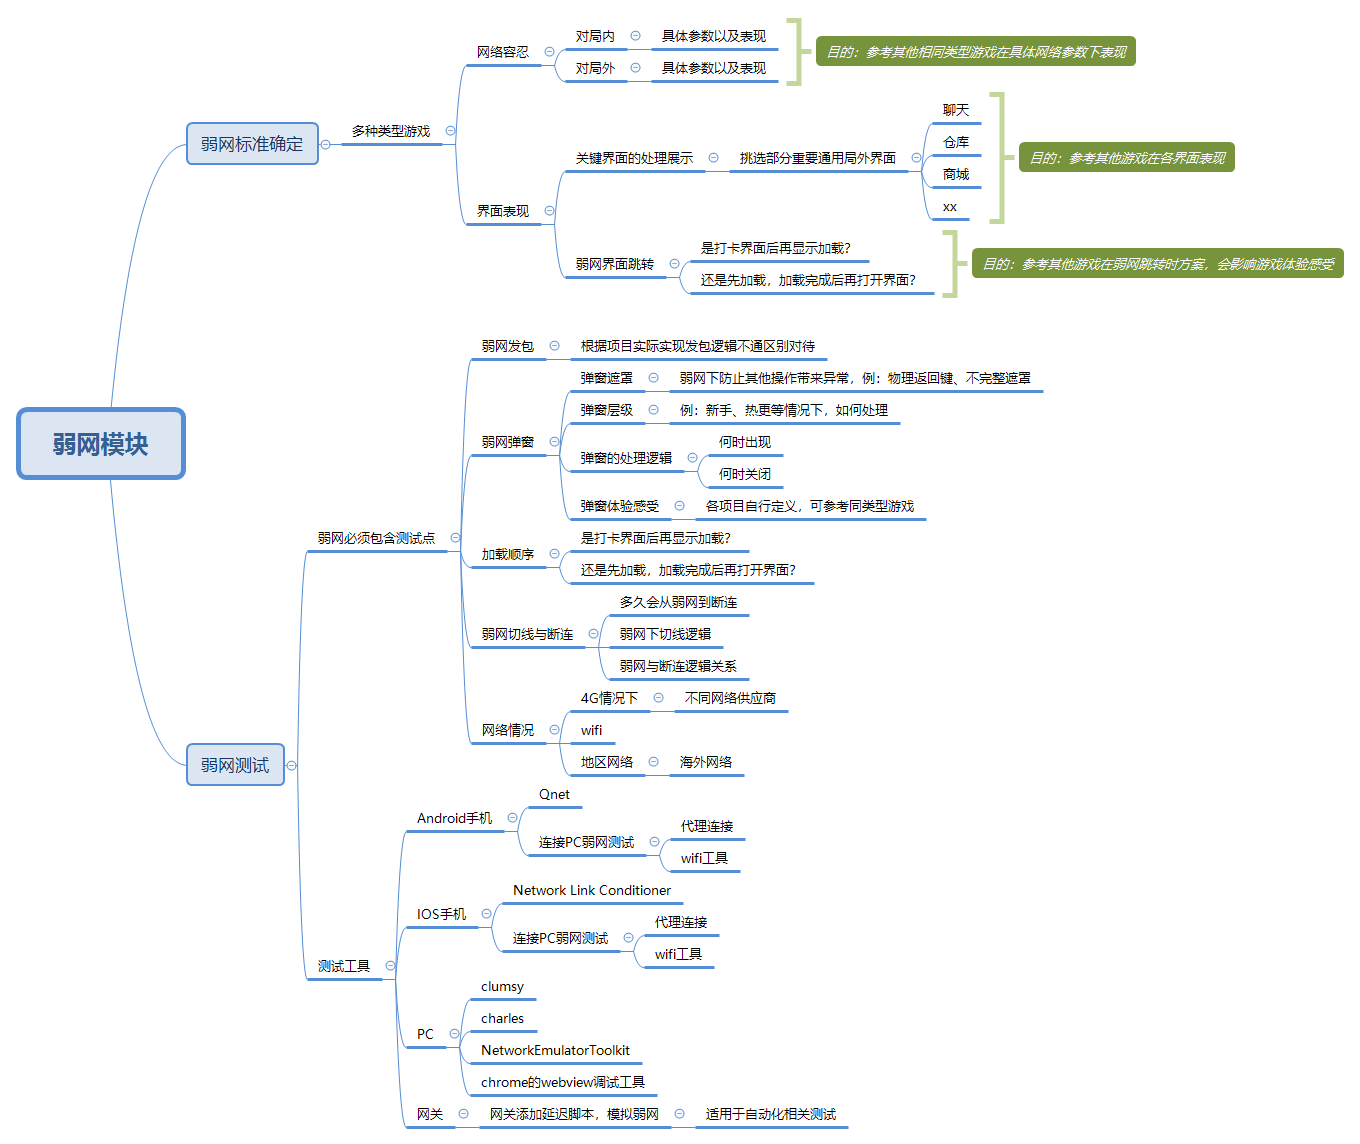 弱网模块
弱网标准确定
多种类型游戏
网络容忍
对局内
具体参数以及表现
对局外
具体参数以及表现
目的：参考其他相同类型游戏在具体网络参数下表现
界面表现
关键界面的处理展示
挑选部分重要通用局外界面
聊天
仓库
商城
xx
目的：参考其他游戏在各界面表现
弱网界面跳转
是打卡界面后再显示加载？
还是先加载，加载完成后再打开界面？
目的：参考其他游戏在弱网跳转时方案，会影响游戏体验感受
弱网测试
弱网必须包含测试点
弱网发包
根据项目实际实现发包逻辑不通区别对待
弱网弹窗
弹窗遮罩
弱网下防止其他操作带来异常，例：物理返回键、不完整遮罩
弹窗层级
例：新手、热更等情况下，如何处理
弹窗的处理逻辑
何时出现
何时关闭
弹窗体验感受
各项目自行定义，可参考同类型游戏
加载顺序
是打卡界面后再显示加载？
还是先加载，加载完成后再打开界面？
弱网切线与断连
多久会从弱网到断连
弱网下切线逻辑
弱网与断连逻辑关系
网络情况
4G情况下
不同网络供应商
wifi
地区网络
海外网络
测试工具
Android手机
Qnet
连接PC弱网测试
代理连接
wifi工具
IOS手机
Network Link Conditioner
连接PC弱网测试
代理连接
wifi工具
PC
clumsy
charles
NetworkEmulatorToolkit
chrome的webview调试工具
网关
网关添加延迟脚本，模拟弱网
适用于自动化相关测试